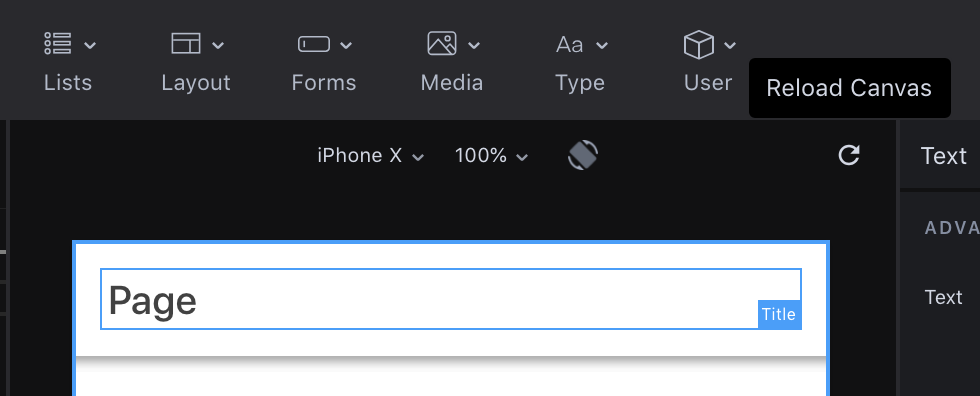 Lists Layout Forms Media Aa Type User
Reload Canvas
iPhone X 100%
Text
ADVA
Page
Title
Text